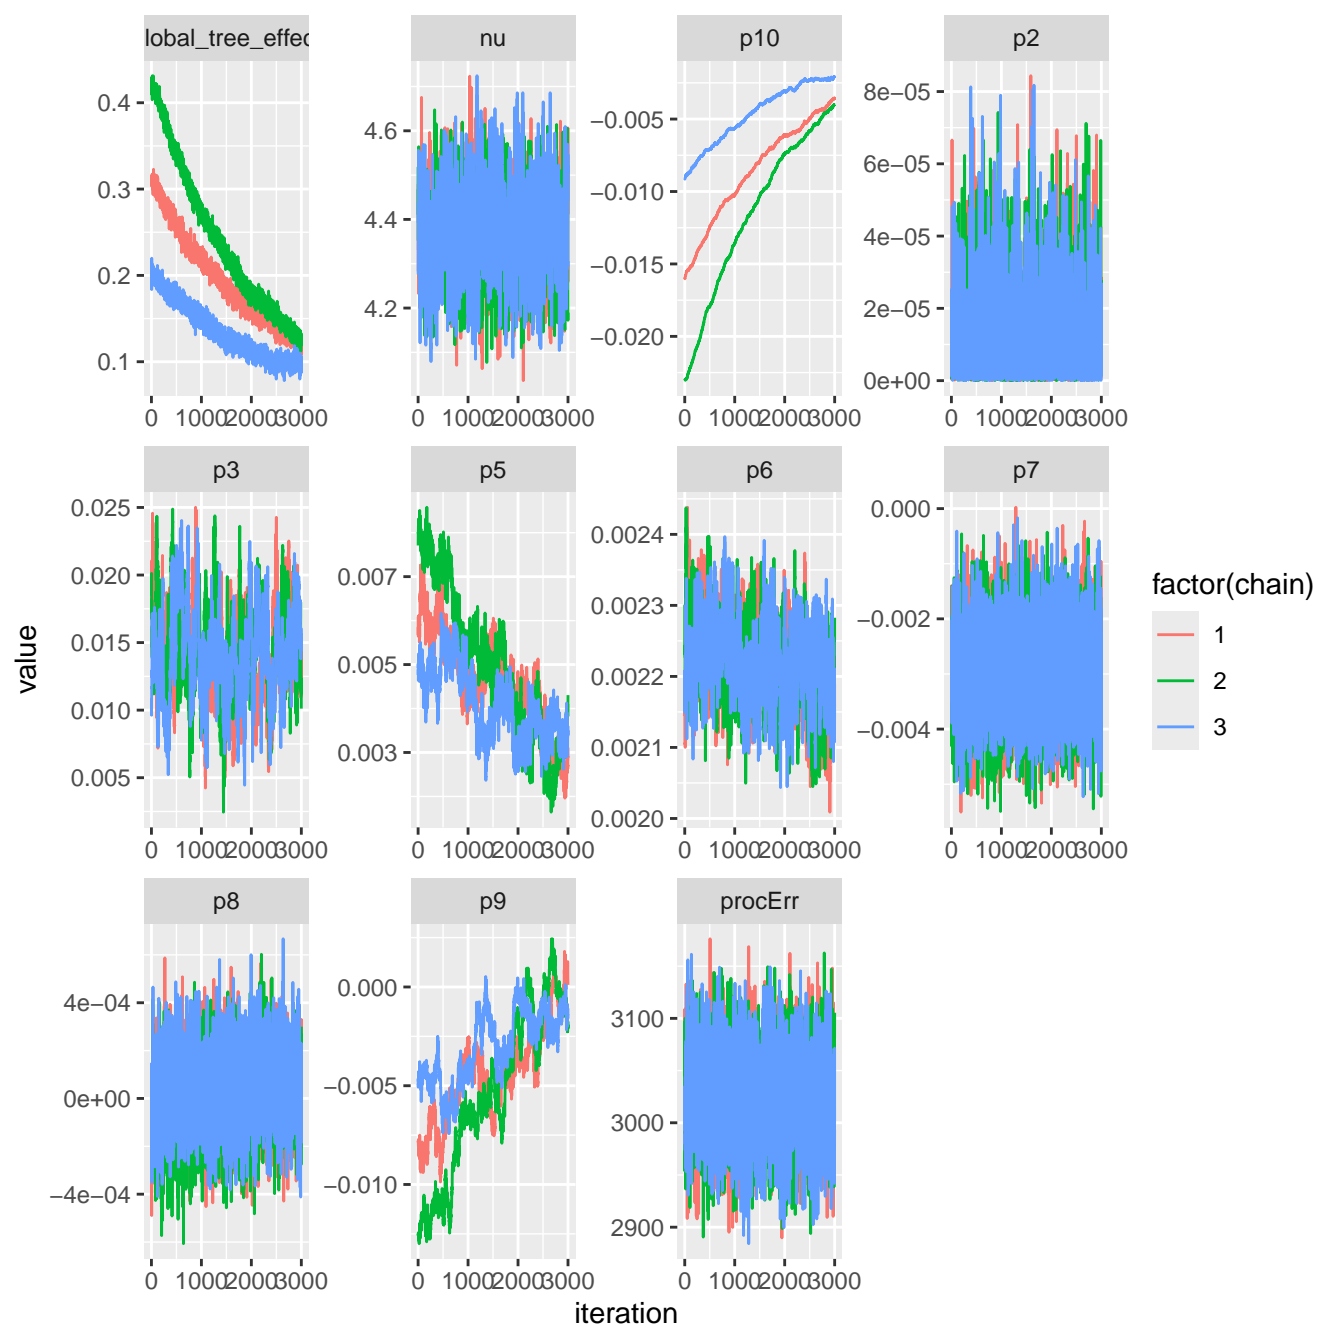 lobal_tree_effec
nu
p10
p2
0.4
0.3
0.2
0.1
4.6
4.4
4.2
−0.005
−0.010
−0.015
−0.020
8e−05
6e−05
4e−05
2e−05
0e+00
0 1000 2000 3000
0 1000 2000 3000
0 1000 2000 3000
0 1000 2000 3000
p3
p5
p6
p7
0.025
0.020
0.015
0.010
0.005
0.007
0.005
0.003
0.0024
0.0023
0.0022
0.0021
0.0020
0.000
−0.002
−0.004
0 1000 2000 3000
0 1000 2000 3000
0 1000 2000 3000
0 1000 2000 3000
p8
p9
procErr
4e−04
0e+00
−4e−04
0.000
−0.005
−0.010
3100
3000
2900
0 1000 2000 3000
0 1000 2000 3000
0 1000 2000 3000
value
iteration
factor(chain)
1
2
3